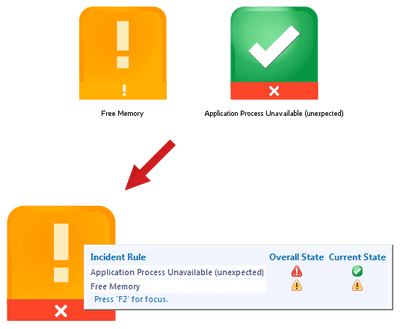 Free Memory
Application Process Unavailable (unexpected)
Incident Rule Overall State Current State
Application Process Unavailable (unexpected)
Free Memory
Press 'F2' for focus.